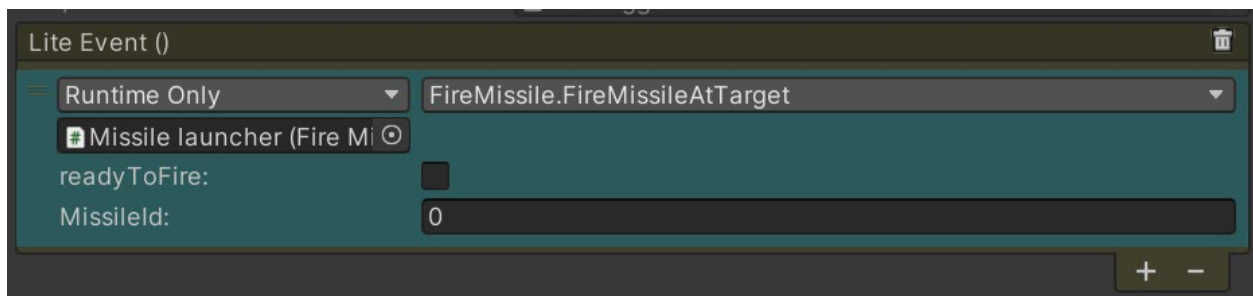 Lite Event ()
Runtime Only FireMissile.FireMissileAtTarget
Missile launcher (Fire Mi
readyToFire:
MissileId: 0